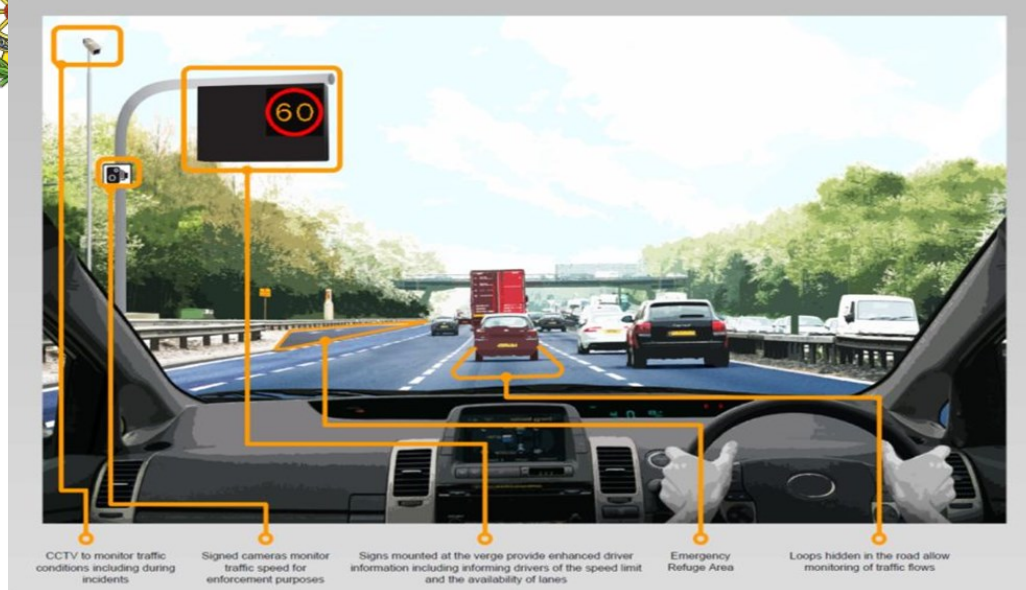 60
CCTV to monitor traffic
conditions including during
incidents
Signed cameras monitor
traffic speed for
enforcement purposes
Signs mounted at the verge provide enhanced driver
information including informing drivers of the speed limit
and the availability of lanes
Emergency
Refuge Area
Loops hidden in the road allow
monitoring of traffic flows